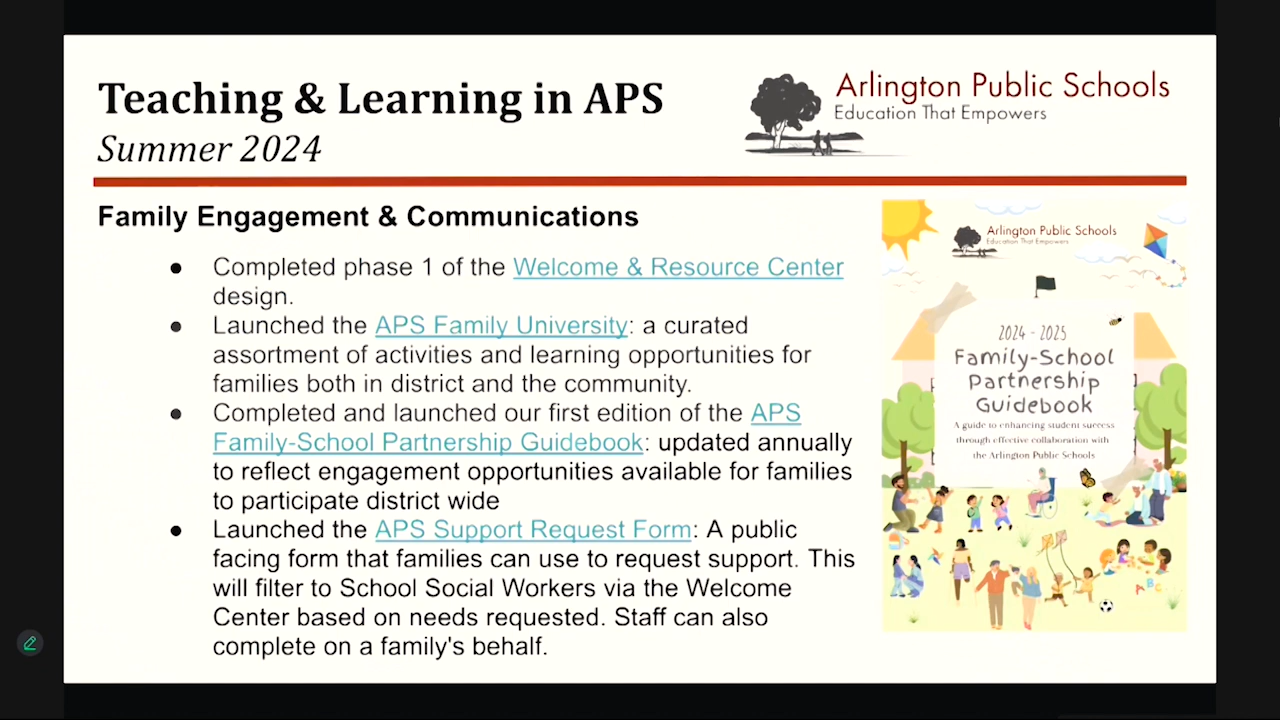 Teaching & Learning in APS
Summer 2024
Arlington Public Schools
Education That Empowers
Family Engagement & Communications
● Completed phase 1 of the Welcome & Resource Center
design.
● Launched the APS Family University: a curated
assortment of activities and learning opportunities for
families both in district and the community.
● Completed and launched our first edition of the APS
Family-School Partnership Guidebook: updated annually
to reflect engagement opportunities available for families
to participate district wide
● Launched the APS Support Request Form: A public
facing form that families can use to request support. This
will filter to School Social Workers via the Welcome
Center based on needs requested. Staff can also
complete on a family's behalf.
Arlington Public Schools
Education That Empowers
2024 - 2025
Family-School
Partnership
Guidebook
A guide to enhancing student success
through effective collaboration with
the Arlington Public Schools
A B C